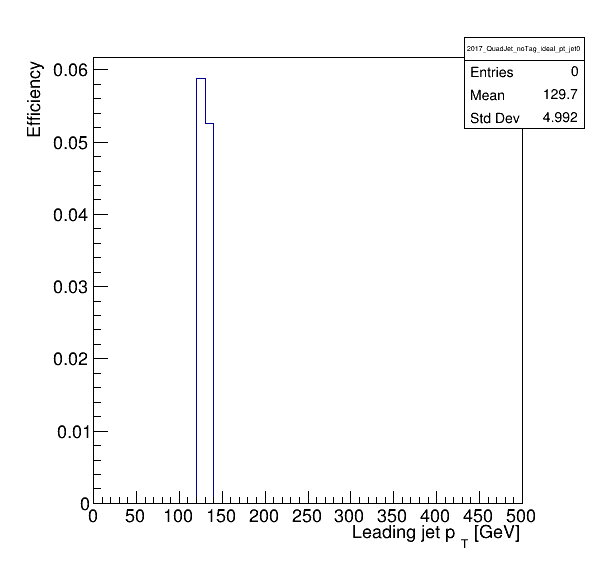 2017_QuadJet_noTag_ideal_pt_jet0
Entries 0
Mean 129.7
Std Dev 4.992
Efficiency
0.06
0.05
0.04
0.03
0.02
0.01
0
0 50 100 150 200 250 300 350 400 450 500
Leading jet p T [GeV]